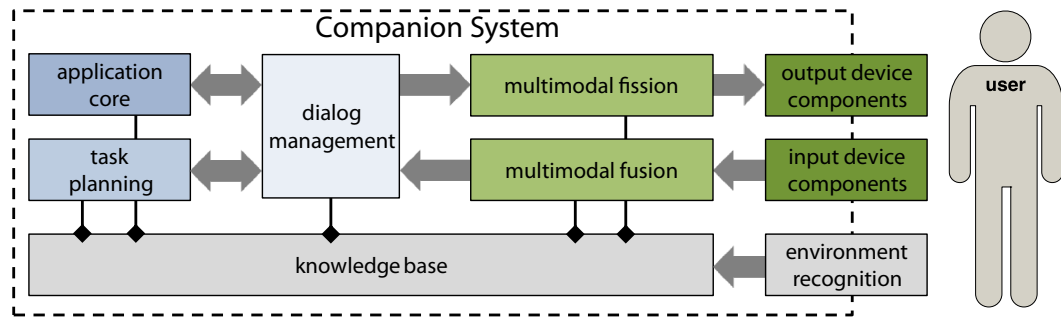 Companion System
application
core
dialog
management
multimodal fission
output device
components
user
task
planning
multimodal fusion
input device
components
knowledge base
environment
recognition